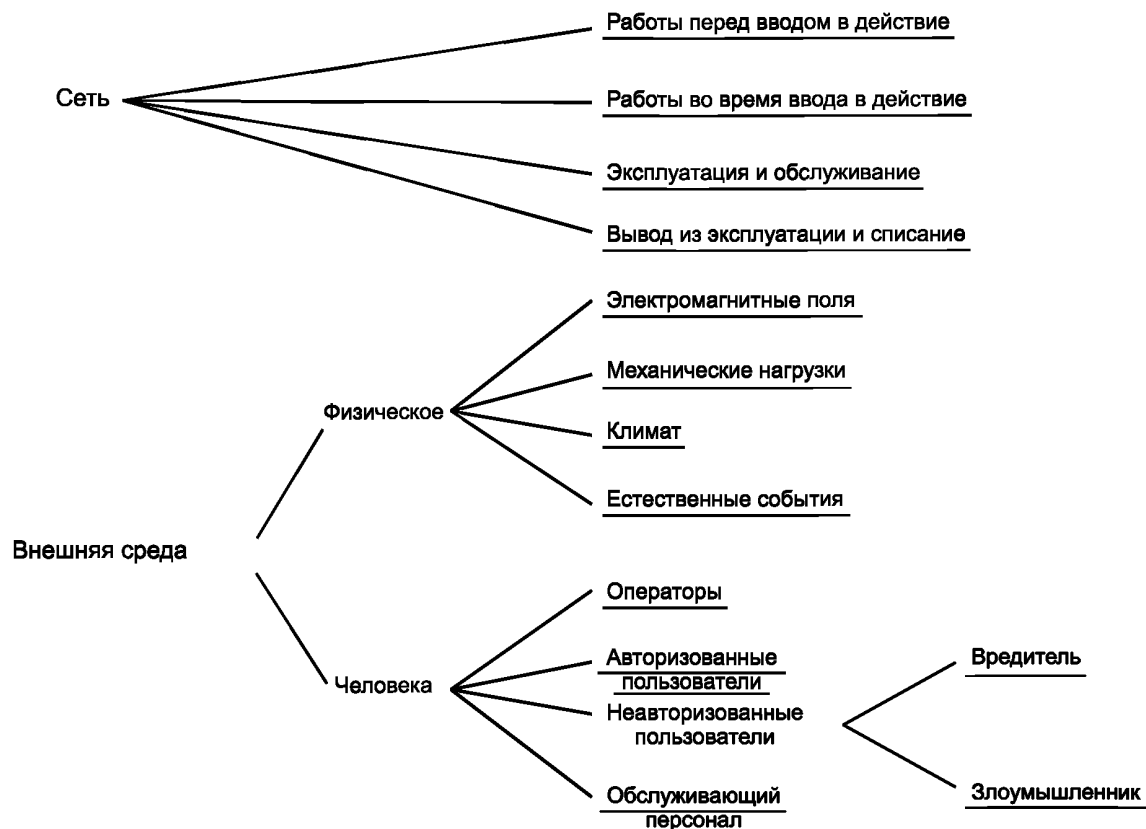 Работы перед вводом в действие
Сеть
Работы во время ввода в действие
Эксплуатация и обслуживание
Вывод из эксплуатации и списание
Электромагнитные поля
Механические нагрузки
Физическое
Климат
Естественные события
Внешняя среда
Операторы
Человека
Авторизованные
пользователи
Неавторизованные
пользователи
Вредитель
Обслуживающий
персонал
Злоумышленник